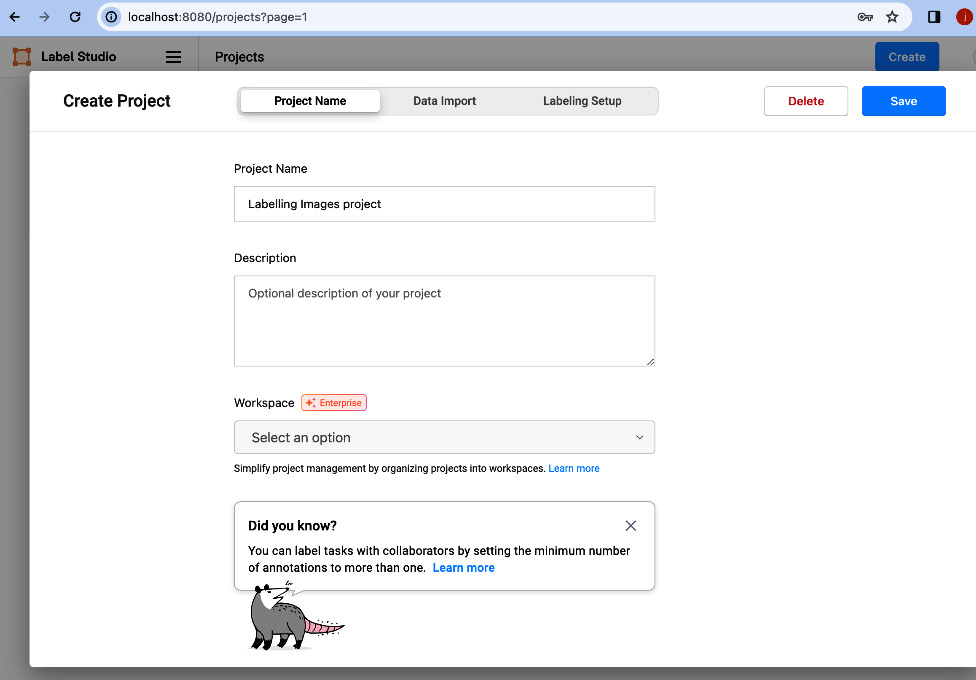 localhost:8080/projects?page=1
j
Label Studio
Projects
Create
Create Project
Project Name
Data Import
Labeling Setup
Delete
Save
Project Name
Labelling Images project
Description
Optional description of your project
Workspace
Enterprise
Select an option
Simplify project management by organizing projects into workspaces. Learn more
Did you know?
You can label tasks with collaborators by setting the minimum number
of annotations to more than one. Learn more